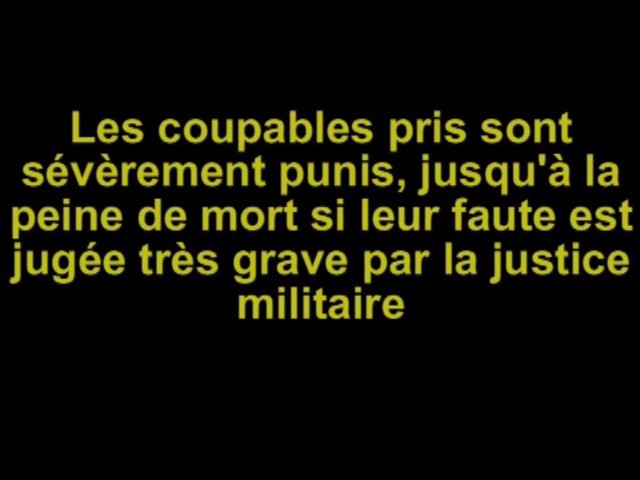 Les coupables pris sont
sévèrement punis, jusqu'à la
peine de mort si leur faute est
jugée très grave par la justice
militaire